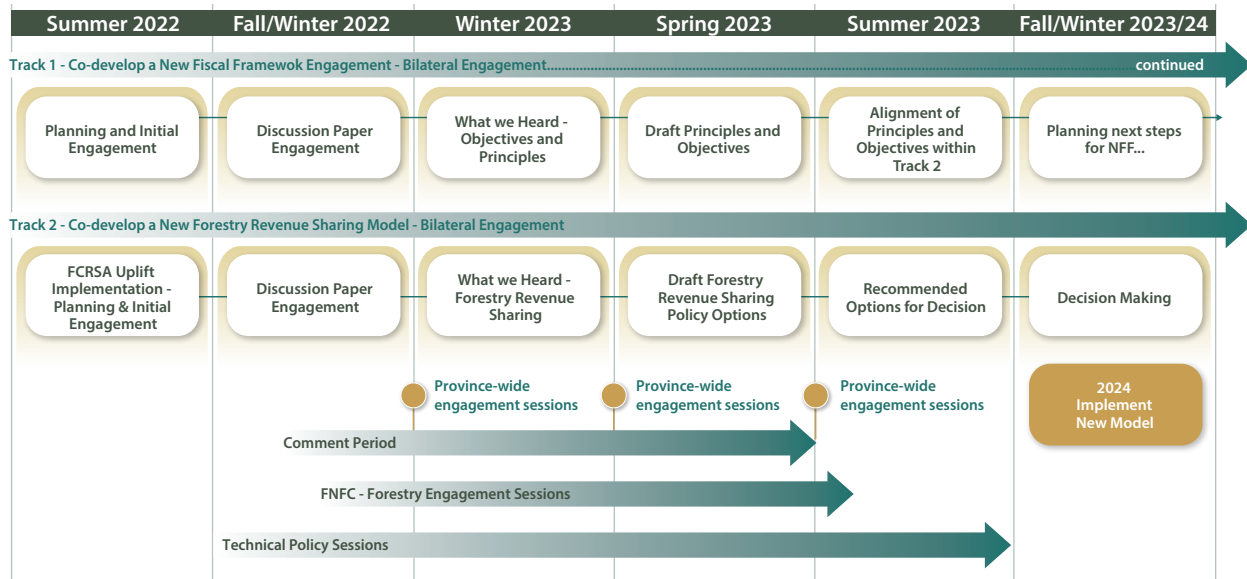 Summer 2022
Fall/Winter 2022
Winter 2023
Spring 2023
Summer 2023
Fall/Winter 2023/24
Track 1 - Co-develop a New Fiscal Framewok Engagement - Bilateral Engagement.......................................................................................................................................... continued
Planning and Initial
Engagement
Discussion Paper
Engagement
What we Heard -
Objectives and
Principles
Draft Principles and
Objectives
Alignment of
Principles and
Objectives within
Track 2
Planning next steps
for NFF...
Track 2 - Co-develop a New Forestry Revenue Sharing Model - Bilateral Engagement
FCRSA Uplift
Implementation -
Planning & Initial
Engagement
Discussion Paper
Engagement
What we Heard -
Forestry Revenue
Sharing
Draft Forestry
Revenue Sharing
Policy Options
Recommended
Options for Decision
Decision Making
Province-wide
engagement sessions
Province-wide
engagement sessions
Province-wide
engagement sessions
2024
Implement
New Model
Comment Period
FNFC - Forestry Engagement Sessions
Technical Policy Sessions